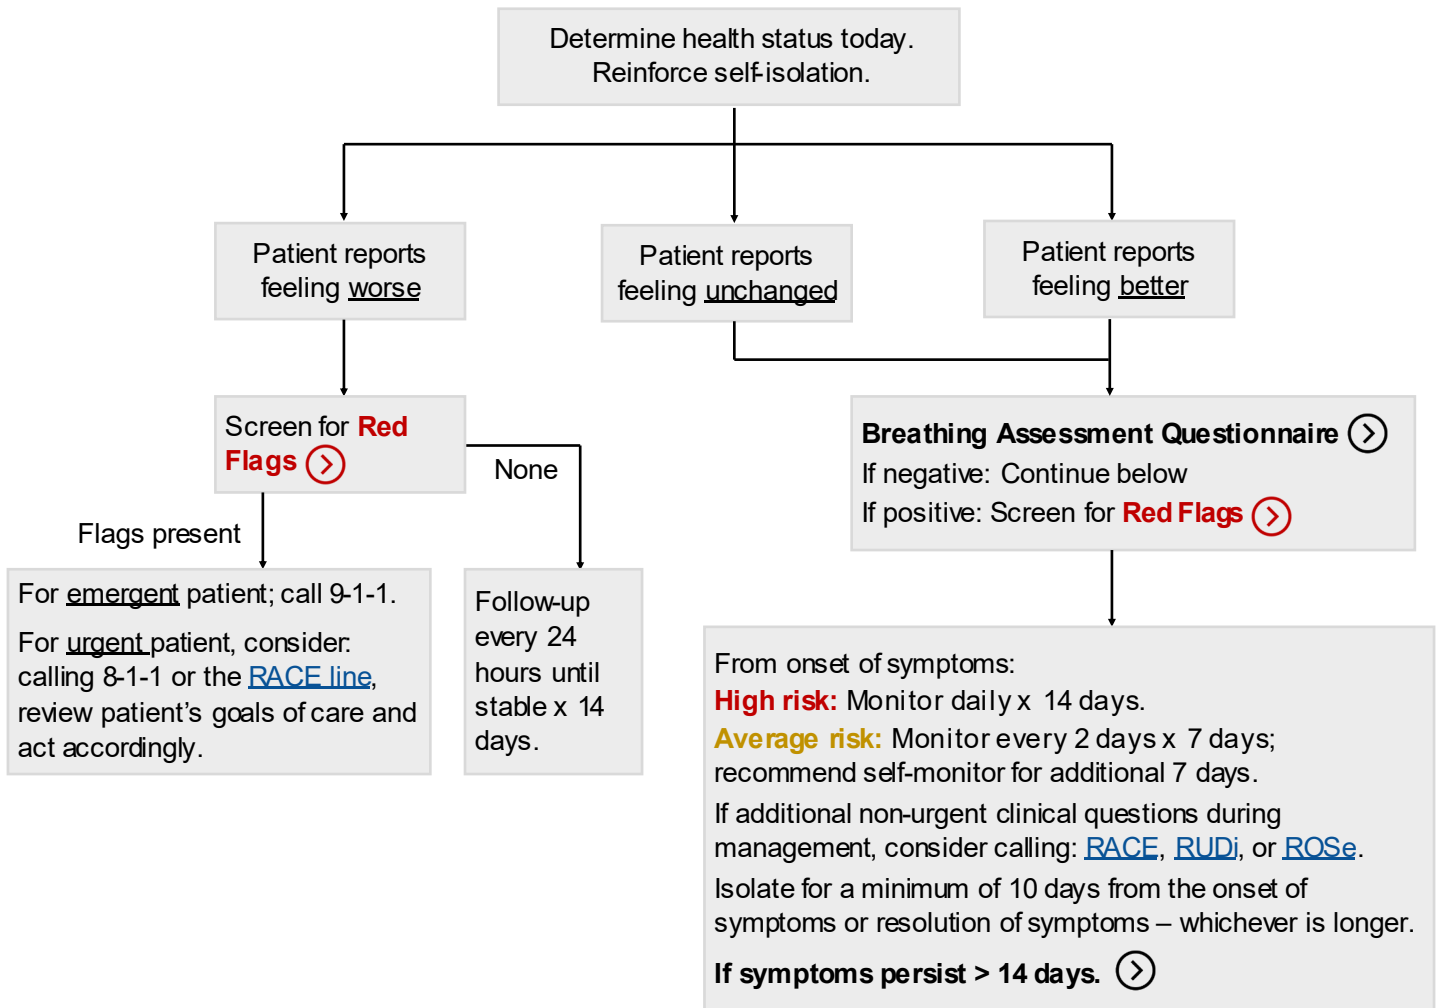 Determine health status today.
Reinforce self-isolation.
Patient reports
feeling worse
Patient reports
feeling unchanged
Patient reports
feeling better
Screen for Red
Flags
None
Flags present
Breathing Assessment Questionnaire
If negative: Continue below
If positive: Screen for Red Flags
For emergent patient; call 9-1-1.
For urgent patient, consider:
calling 8-1-1 or the RACE line,
review patient’s goals of care and
act accordingly.
Follow-up
every 24
hours until
stable x 14
days.
From onset of symptoms:
High risk: Monitor daily x 14 days.
Average risk: Monitor every 2 days x 7 days;
recommend self-monitor for additional 7 days.
If additional non-urgent clinical questions during
management, consider calling: RACE, RUDi, or ROSe.
Isolate for a minimum of 10 days from the onset of
symptoms or resolution of symptoms – whichever is longer.
If symptoms persist > 14 days.